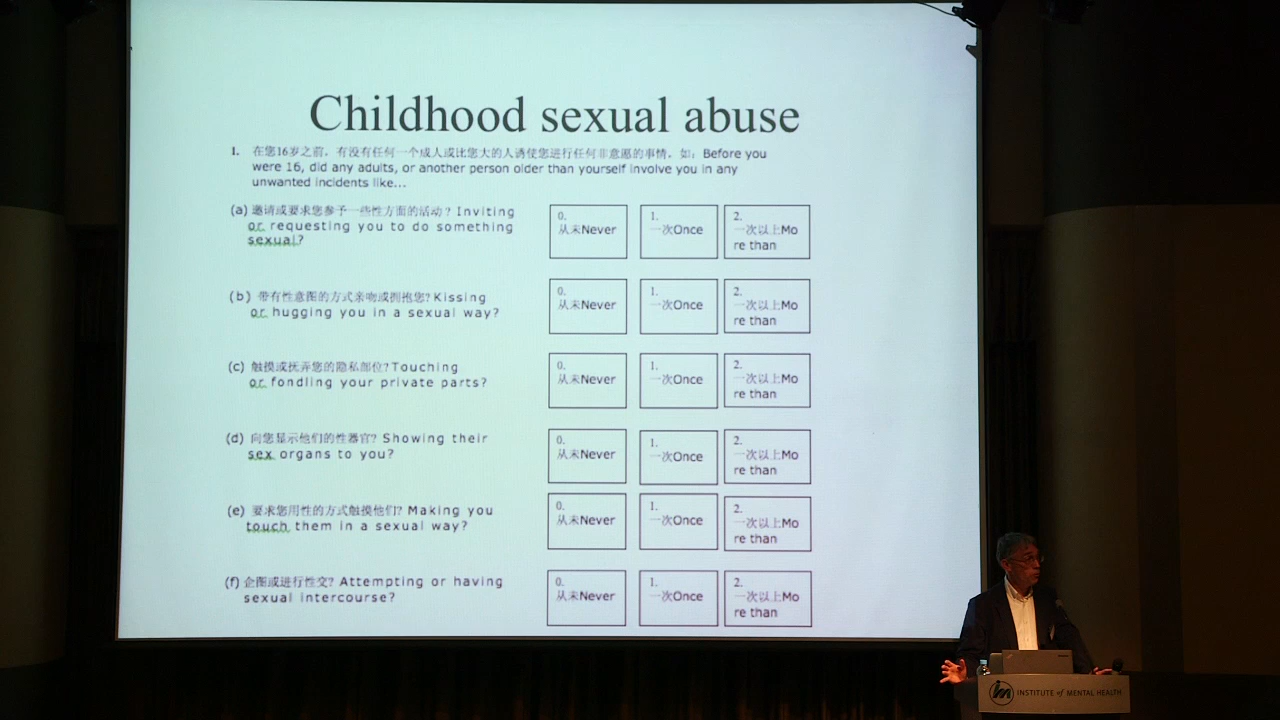 Childhood sexual abuse
1. 在您16岁之前，有没有任何一个成人或比您大的人诱使您进行任何非意愿的事情，如：Before you
were 16, did any adults, or another person older than yourself involve you in any
unwanted incidents like...
(a) 邀请或要求您参予一些性方面的活动？Inviting
or requesting you to do something
sexual?
0.
从未Never
1.
一次Once
2.
一次以上Mo
re than
(b) 带有性意图的方式亲吻或拥抱您？Kissing
or hugging you in a sexual way?
0.
从未Never
1.
一次Once
2.
一次以上Mo
re than
(c) 触摸或抚弄您的隐私部位？Touching
or fondling your private parts?
0.
从未Never
1.
一次Once
2.
一次以上Mo
re than
(d) 向您显示他们的性器官？Showing their
sex organs to you?
0.
从未Never
1.
一次Once
2.
一次以上Mo
re than
(e) 要求您用性的方式触摸他们？Making you
touch them in a sexual way?
0.
从未Never
1.
一次Once
2.
一次以上Mo
re than
(f) 企图或进行性交？Attempting or having
sexual intercourse?
0.
从未Never
1.
一次Once
2.
一次以上Mo
re than
INSTITUTE of MENTAL HEALTH